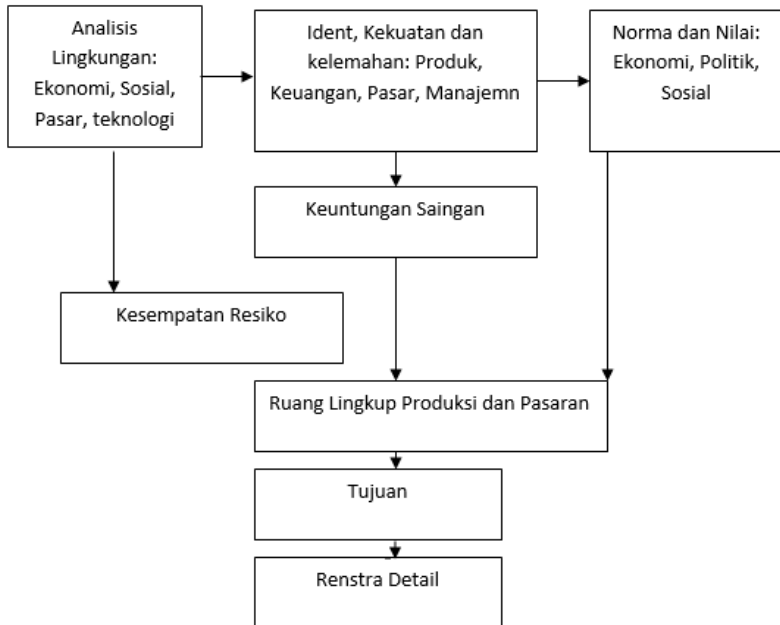 Analisis
Lingkungan:
Ekonomi, Sosial,
Pasar, teknologi
Ident, Kekuatan dan
kelemahan: Produk,
Keuangan, Pasar, Manajemn
Norma dan Nilai:
Ekonomi, Politik,
Sosial
Keuntungan Saingan
Kesempatan Resiko
Ruang Lingkup Produksi dan Pasaran
Tujuan
Renstra Detail